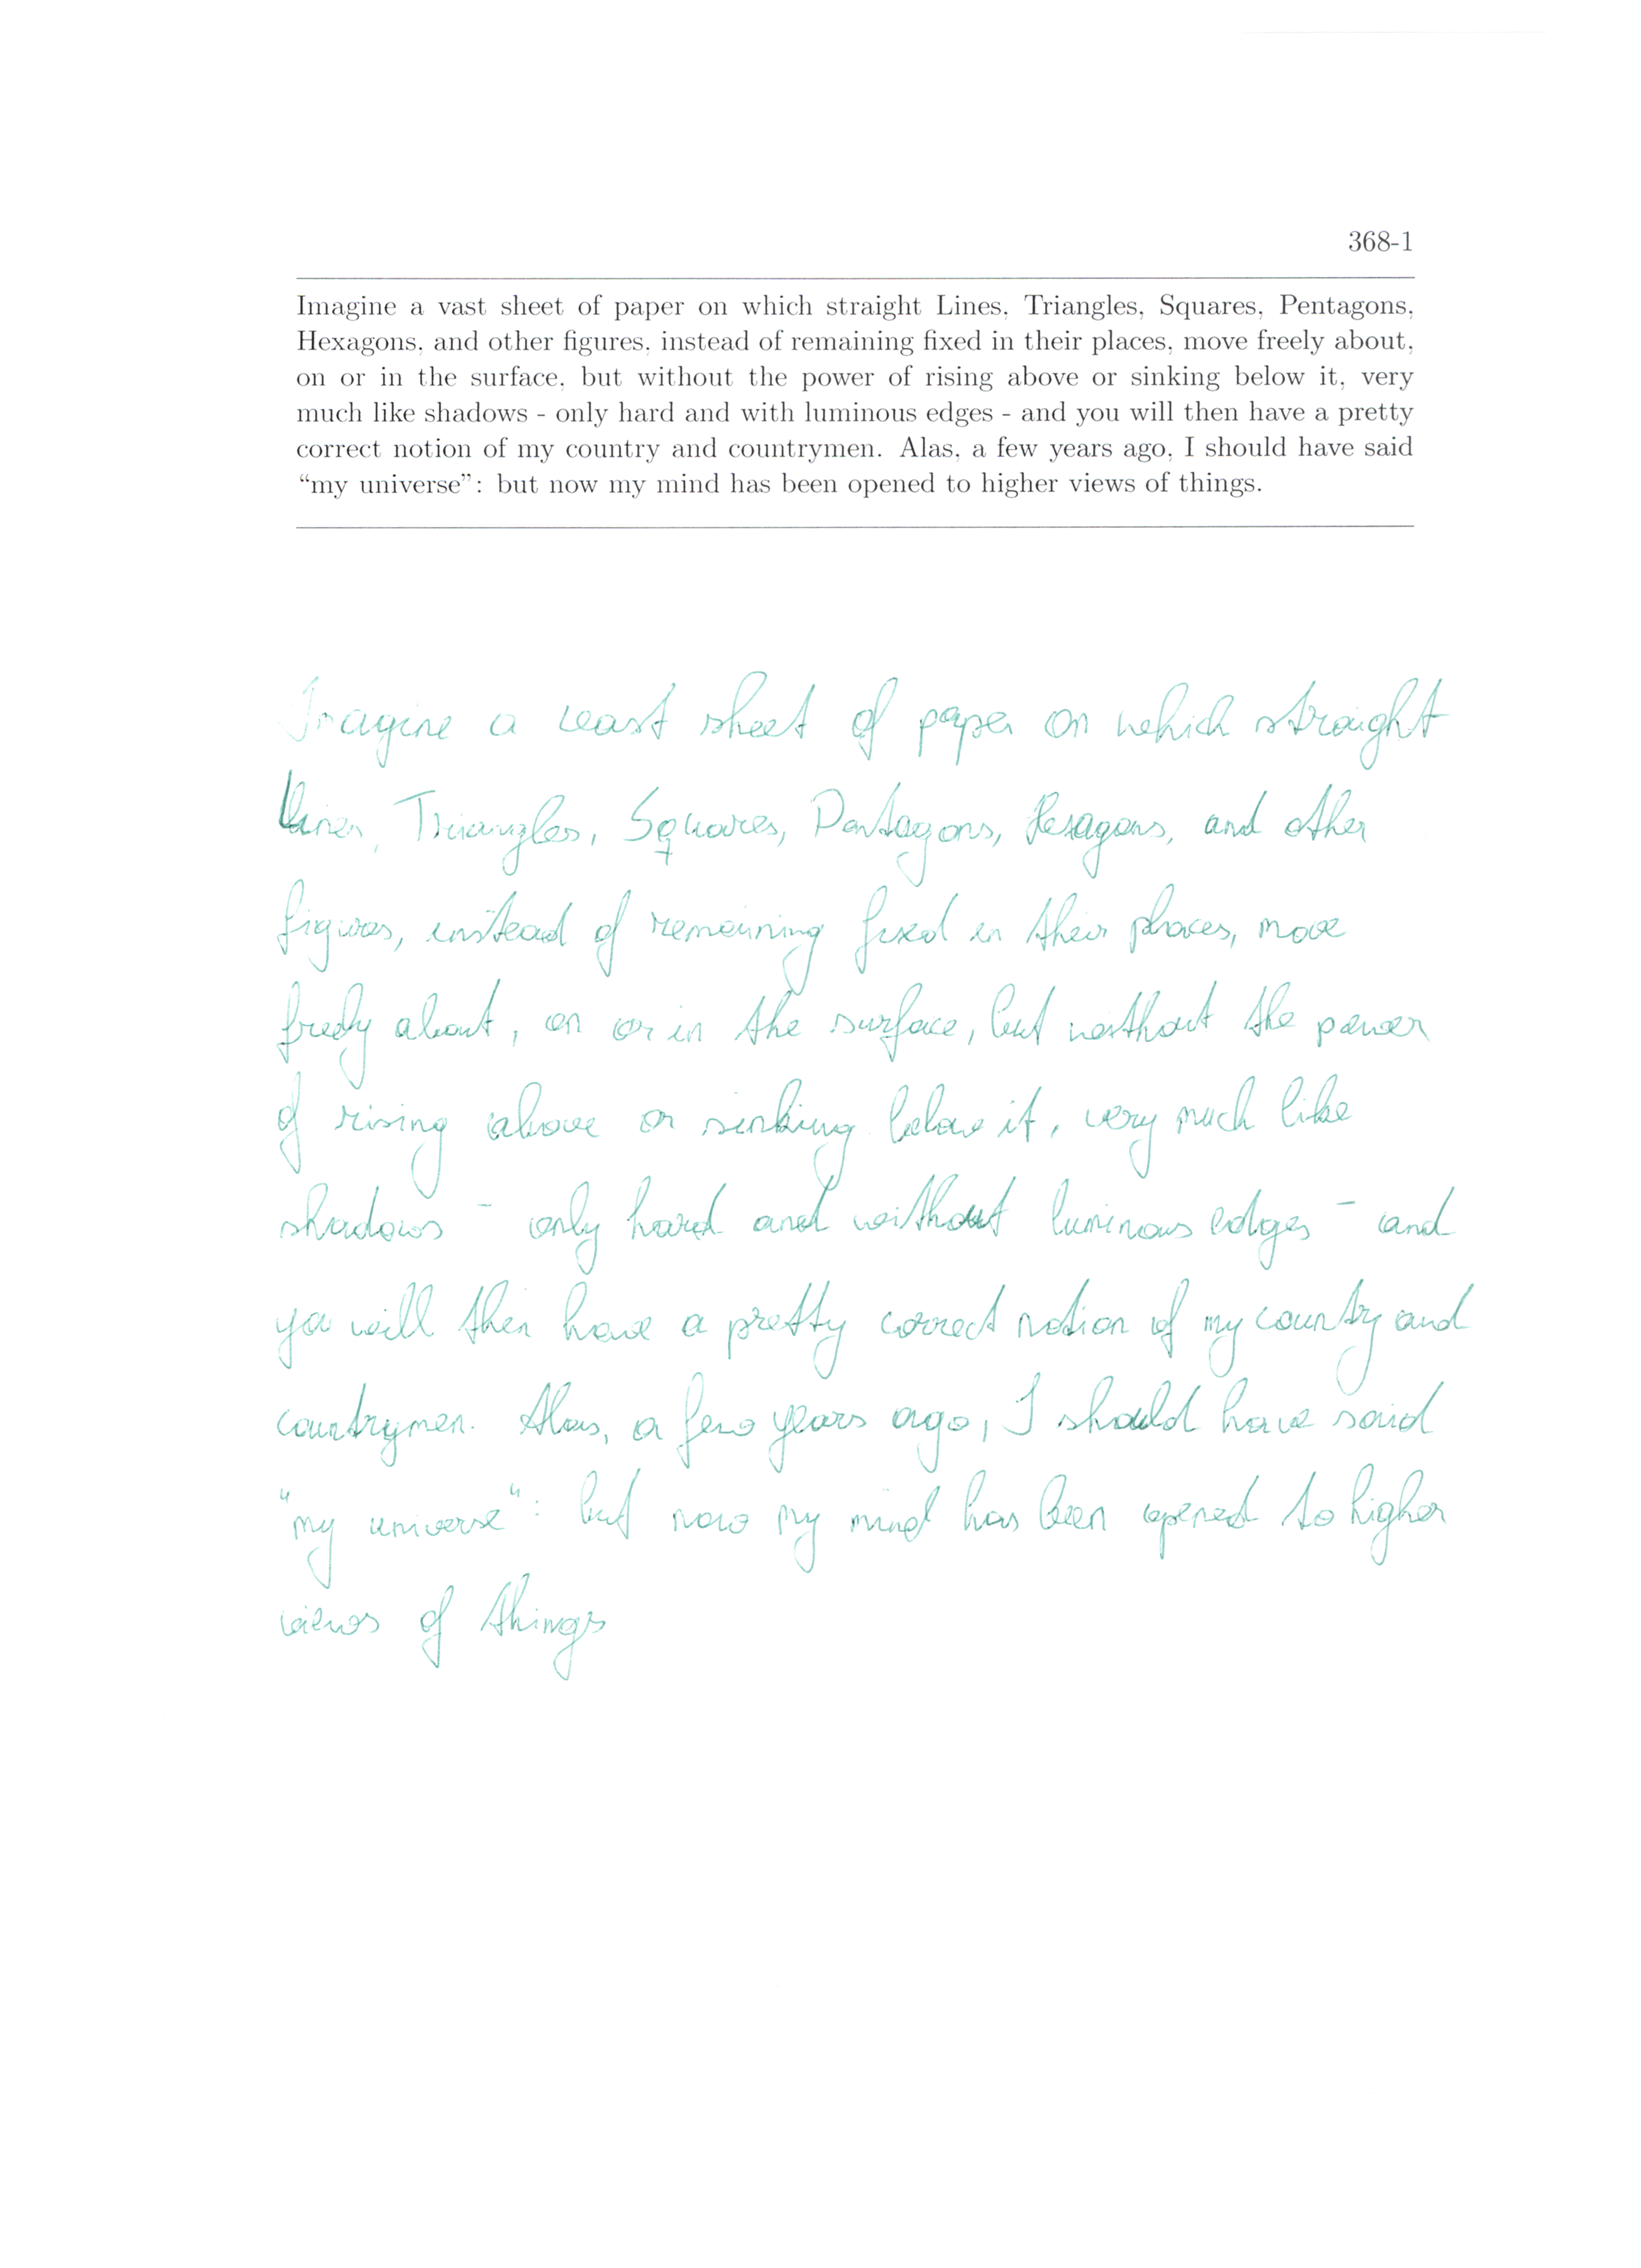 368-1
Imagine a vast sheet of paper on which straight Lines, Triangles, Squares, Pentagons,
Hexagons, and other figures, instead of remaining fixed in their places, move freely about,
on or in the surface, but without the power of rising above or sinking below it, very
much like shadows - only hard and with luminous edges - and you will then have a pretty
correct notion of my country and countrymen. Alas, a few years ago, I should have said
“my universe”: but now my mind has been opened to higher views of things.
Imagine a veast sheet of paper on which straight
Lines, Triangles, Squares, Pentagons, Hexagons, and other
figures, instead of remaining fixed in their places, move
freely about, on or in the surface, but without the power
of rising above or sinking below it, very much like
shadows - only hard and without luminous edges - and
you will then have a pretty correct notion of my country and
countrymen. Alas, a few years ago, I should have said
"my universe": but now my mind has been opened to higher
views of things